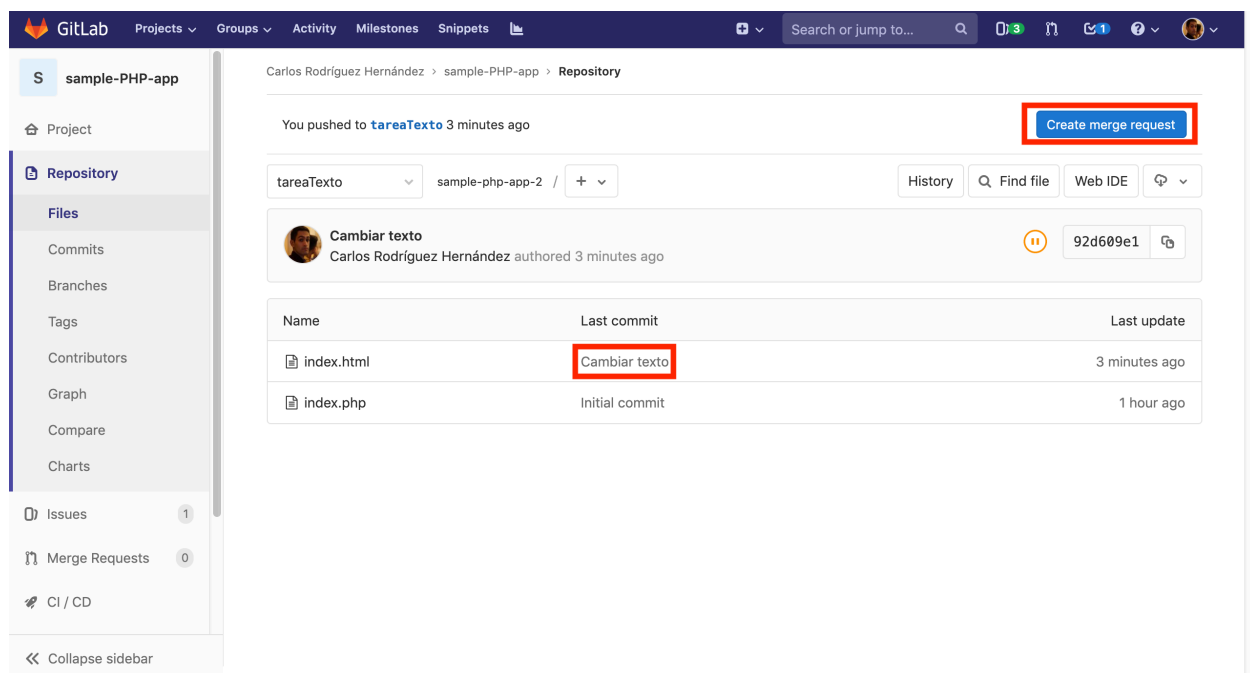 GitLab Projects Groups Activity Milestones Snippets Search or jump to... 3 1
S sample-PHP-app
Project
Repository
Files
Commits
Branches
Tags
Contributors
Graph
Compare
Charts
Issues 1
Merge Requests 0
CI / CD
Collapse sidebar
Carlos Rodríguez Hernández > sample-PHP-app > Repository
You pushed to tareaTexto 3 minutes ago Create merge request
tareaTexto sample-php-app-2 / + History Find file Web IDE
Cambiar texto
Carlos Rodríguez Hernández authored 3 minutes ago 92d609e1
Name Last commit Last update
index.html Cambiar texto 3 minutes ago
index.php Initial commit 1 hour ago